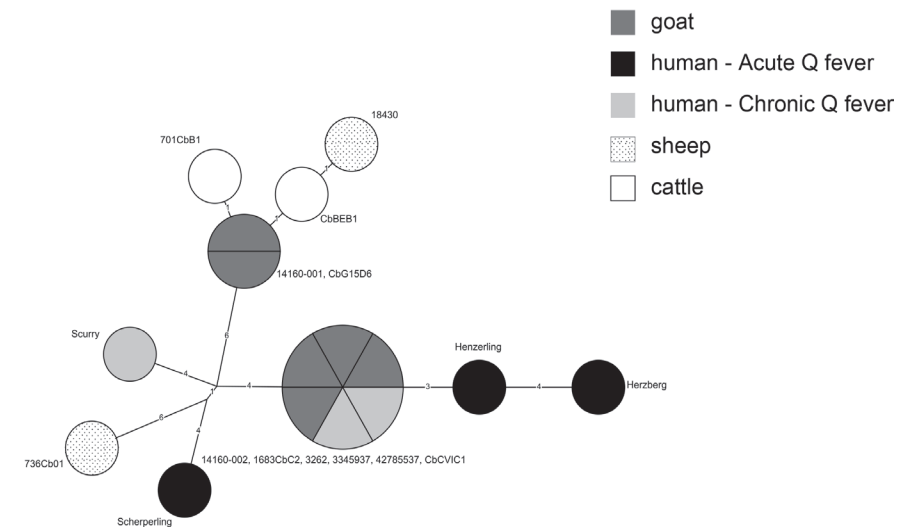 goat
human - Acute Q fever
human - Chronic Q fever
sheep
cattle
18430
701CbB1
1
CbBEB1
1
1
14160-001, CbG15D6
6
Scurry
4
Henzerling
1
4
3
4
Herzberg
6
4
736Cb01
14160-002, 1683CbC2, 3262, 3345937, 42785537, CbCVIC1
Scherperling